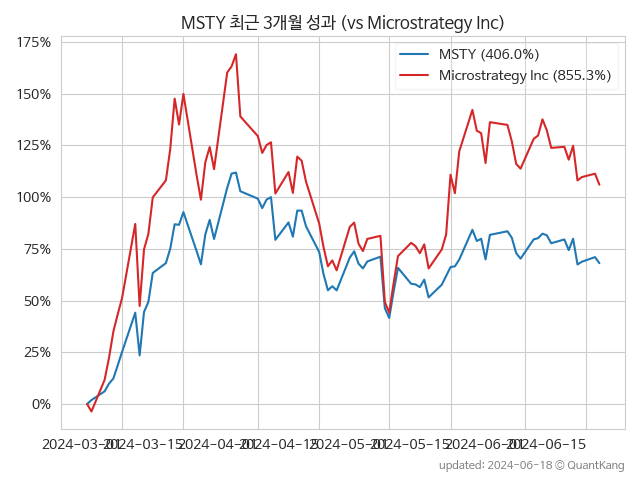 MSTY 최근 3개월 성과 (vs Microstrategy Inc)
MSTY (406.0%)
Microstrategy Inc (855.3%)
175%
150%
125%
100%
75%
50%
25%
0%
2024-03-01 2024-03-15 2024-04-01 2024-04-15 2024-05-01 2024-05-15 2024-06-01 2024-06-15
updated: 2024-06-18 © QuantKang